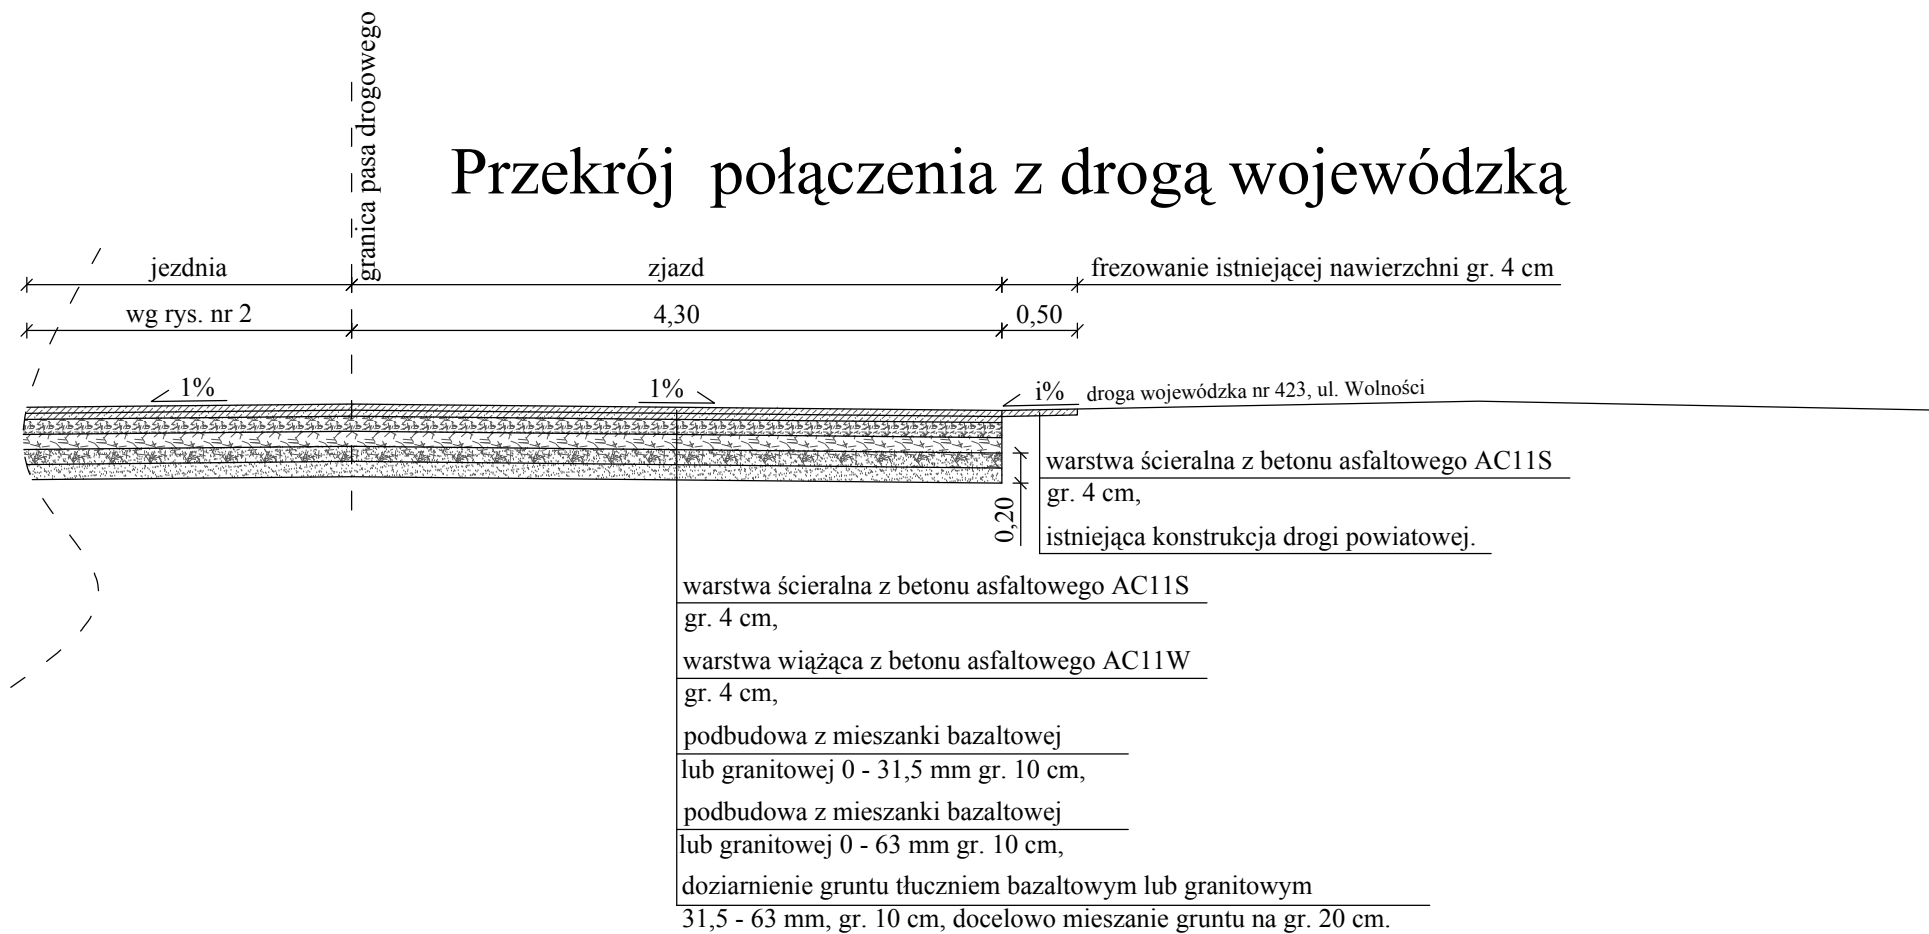 granica pasa drogowego
Przekrój połączenia z drogą wojewódzką
jezdnia
zjazd
frezowanie istniejącej nawierzchni gr. 4 cm
wg rys. nr 2
4,30
0,50
1%
1%
i%
droga wojewódzka nr 423, ul. Wolności
warstwa ścieralna z betonu asfaltowego AC11S
gr. 4 cm,
istniejąca konstrukcja drogi powiatowej.
0,20
warstwa ścieralna z betonu asfaltowego AC11S
gr. 4 cm,
warstwa wiążąca z betonu asfaltowego AC11W
gr. 4 cm,
podbudowa z mieszanki bazaltowej
lub granitowej 0 - 31,5 mm gr. 10 cm,
podbudowa z mieszanki bazaltowej
lub granitowej 0 - 63 mm gr. 10 cm,
doziarnienie gruntu tłuczniem bazaltowym lub granitowym
31,5 - 63 mm, gr. 10 cm, docelowo mieszanie gruntu na gr. 20 cm.